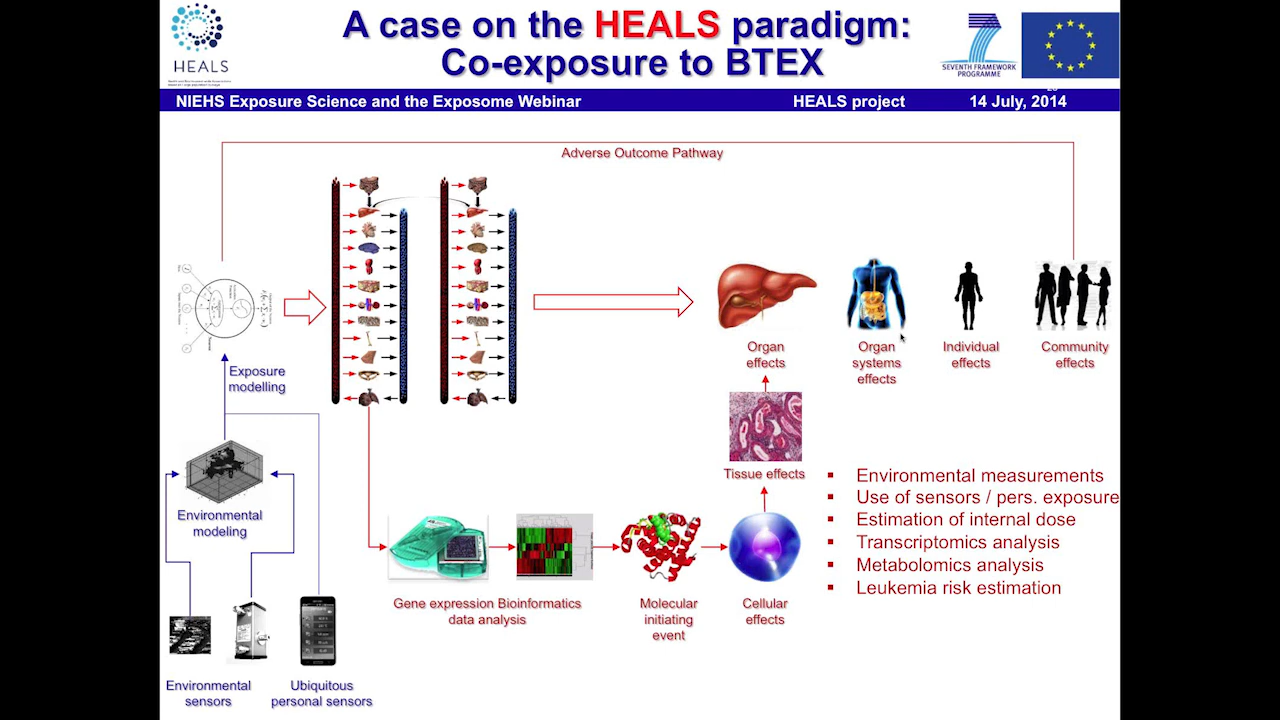 A case on the HEALS paradigm:
Co-exposure to BTEX
HEALS
SEVENTH FRAMEWORK
PROGRAMME
NIEHS Exposure Science and the Exposome Webinar
HEALS project
14 July, 2014
Adverse Outcome Pathway
Exposure
modelling
Environmental
modeling
Environmental
sensors
Ubiquitous
personal sensors
Gene expression Bioinformatics
data analysis
Molecular
initiating
event
Cellular
effects
Tissue effects
Organ
effects
Organ
systems
effects
Individual
effects
Community
effects
▪ Environmental measurements
▪ Use of sensors / pers. exposure
▪ Estimation of internal dose
▪ Transcriptomics analysis
▪ Metabolomics analysis
▪ Leukemia risk estimation